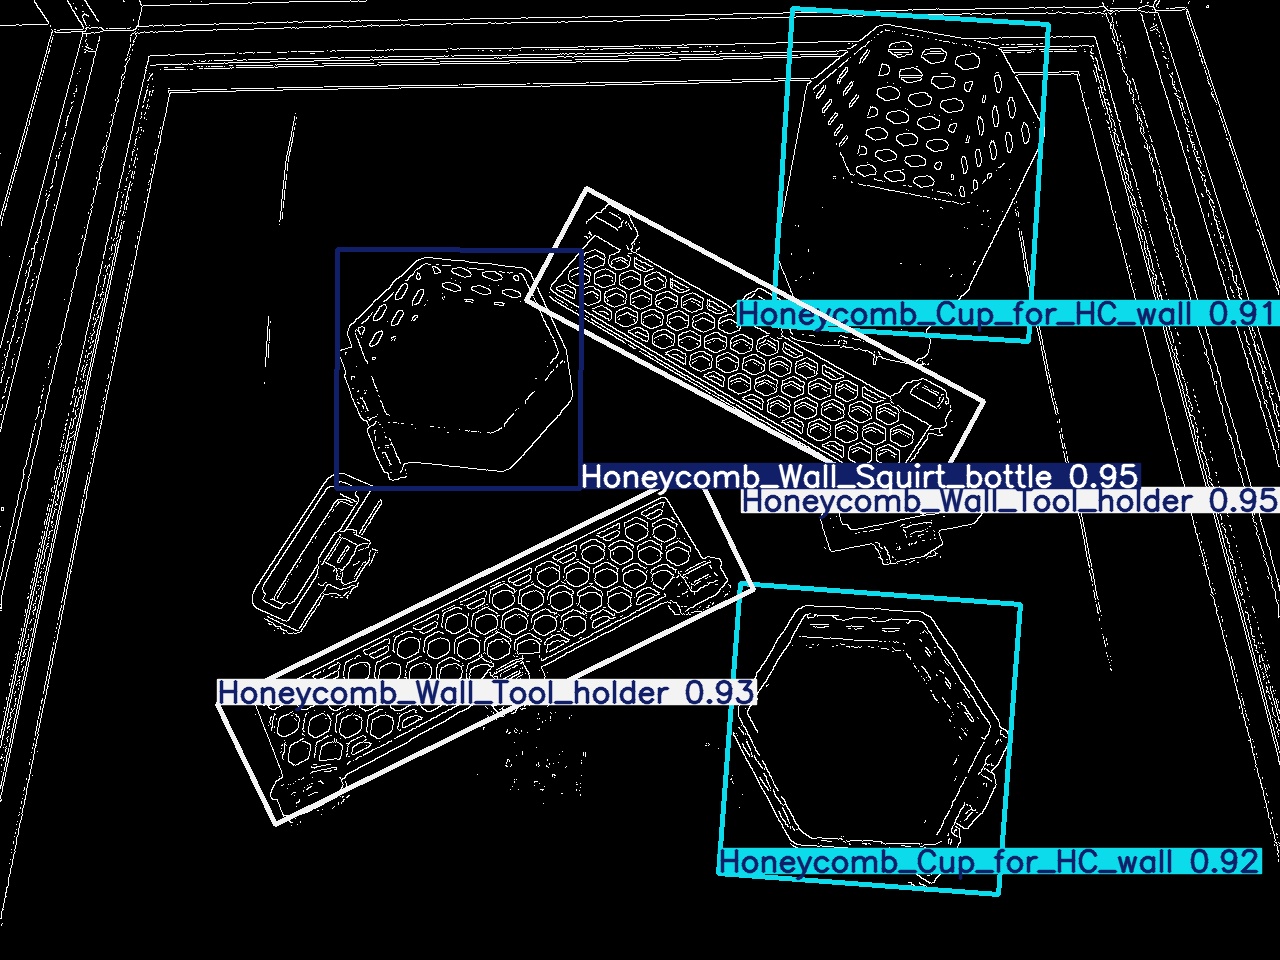 Honeycomb_Cup_for_HC_wall 0.91
Honeycomb_Wall_Squirt_bottle 0.95
Honeycomb_Wall_Tool_holder 0.95
Honeycomb_Wall_Tool_holder 0.93
Honeycomb_Cup_for_HC_wall 0.92